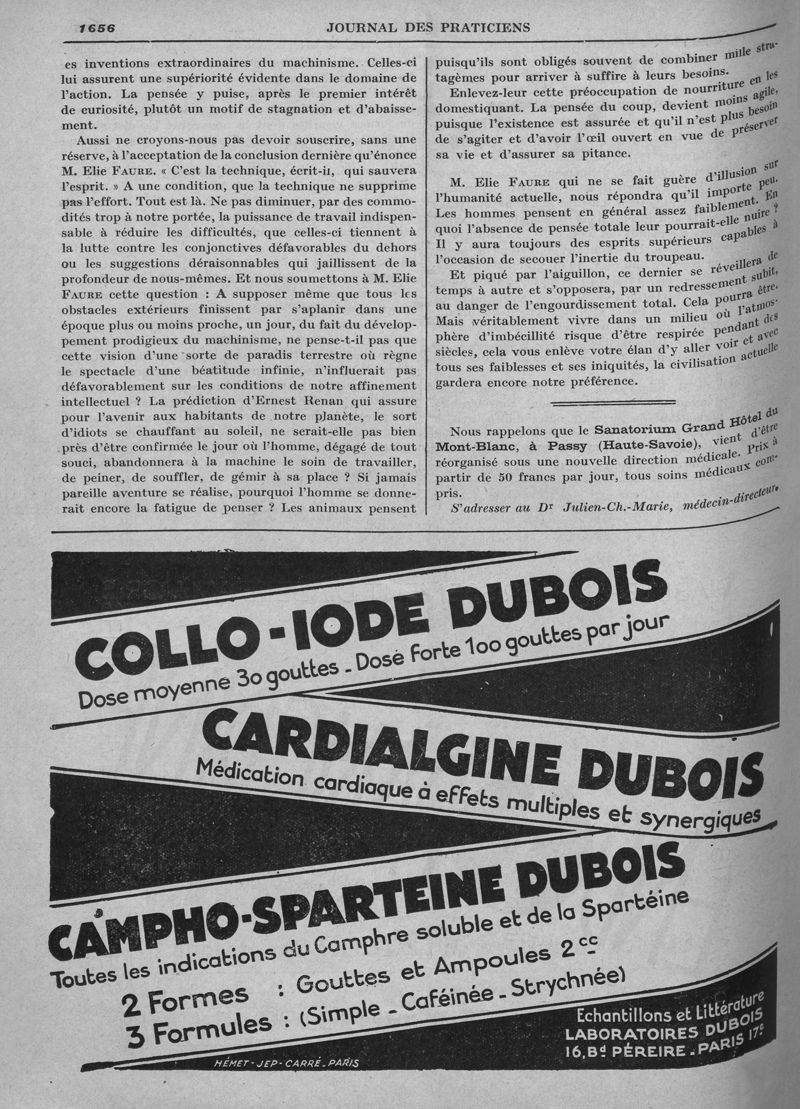 1656
JOURNAL DES PRATICIENS
es inventions extraordinaires du machinisme. Celles-ci
lui assurent une supériorité évidente dans le domaine de
l'action. La pensée y puise, après le premier intérêt
de curiosité, plutôt un motif de stagnation et d'abaisse-
ment.
Aussi ne croyons-nous pas devoir souscrire, sans une
réserve, à l'acceptation de la conclusion dernière qu'énonce
M. Elie FAURE. « C'est la technique, écrit-il, qui sauvera
l'esprit. » A une condition, que la technique ne supprime
pas l'effort. Tout est là. Ne pas diminuer, par des commo-
dités trop à notre portée, la puissance de travail indispen-
sable à réduire les difficultés, que celles-ci tiennent à
la lutte contre les conjonctives défavorables du dehors
ou les suggestions déraisonnables qui jaillissent de la
profondeur de nous-mêmes. Et nous soumettons à M. Elie
FAURE cette question : A supposer même que tous les
obstacles extérieurs finissent par s'aplanir dans une
époque plus ou moins proche, un jour, du fait du dévelop-
pement prodigieux du machinisme, ne pense-t-il pas que
cette vision d'une sorte de paradis terrestre où règne
le spectacle d'une béatitude infinie, n'influerait pas
défavorablement sur les conditions de notre affinement
intellectuel ? La prédiction d'Ernest Renan qui assure
pour l'avenir aux habitants de notre planète, le sort
d'idiots se chauffant au soleil, ne serait-elle pas bien
près d'être confirmée le jour où l'homme, dégagé de tout
souci, abandonnera à la machine le soin de travailler,
de peiner, de souffler, de gémir à sa place ? Si jamais
pareille aventure se réalise, pourquoi l'homme se donne-
rait encore la fatigue de penser ? Les animaux pensent
puisqu'ils sont obligés souvent de combiner mille stra-
tagèmes pour arriver à suffire à leurs besoins.
Enlevez-leur cette préoccupation de nourriture en les
domestiquant. La pensée du coup, devient moins agile,
puisque l'existence est assurée et qu'il n'est plus besoin
de s'agiter et d'avoir l'œil ouvert en vue de préserver
sa vie et d'assurer sa pitance.
M. Elie FAURE qui ne se fait guère d'illusion sur
l'humanité actuelle, nous répondra qu'il importe peu.
Les hommes pensent en général assez faiblement. En
quoi l'absence de pensée totale leur pourrait-elle nuire ?
Il y aura toujours des esprits supérieurs capables à
l'occasion de secouer l'inertie du troupeau.
Et piqué par l'aiguillon, ce dernier se réveillera de
temps à autre et s'opposera, par un redressement subit,
au danger de l'engourdissement total. Cela pourra être.
Mais véritablement vivre dans un milieu où l'atmos-
phère d'imbécillité risque d'être respirée pendant des
siècles, cela vous enlève votre élan d'y aller voir et avec
tous ses faiblesses et ses iniquités, la civilisation actuelle
gardera encore notre préférence.
Nous rappelons que le Sanatorium Grand Hôtel du
Mont-Blanc, à Passy (Haute-Savoie), vient d'être
réorganisé sous une nouvelle direction médicale. Prix à
partir de 50 francs par jour, tous soins médicaux com-
pris.
S'adresser au Dr Julien-Ch.-Marie, médecin-directeur.
COLLO-IODE DUBOIS
Dose moyenne 30 gouttes - Dose forte 100 gouttes par jour
CARDIALGINE DUBOIS
Médication cardiaque à effets multiples et synergiques
CAMPHO-SPARTEINE DUBOIS
Toutes les indications du Camphre soluble et de la Spartéine
2 Formes : Gouttes et Ampoules 2cc
3 Formules : (Simple - Caféinée - Strychnée)
Echantillons et Littérature
LABORATOIRES DUBOIS
16, Bd PÉREIRE - PARIS 17e
HÉMET - JEP - CARRÉ. PARIS